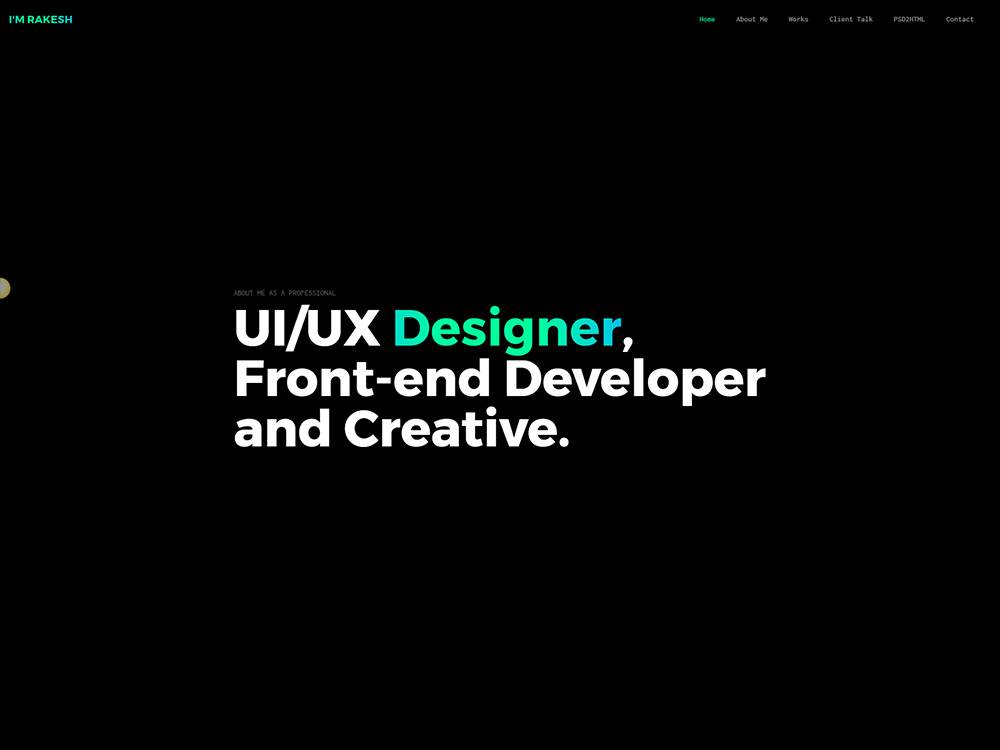 I'M RAKESH
Home About Me Works Client Talk PSD2HTML Contact
ABOUT ME AS A PROFESSIONAL
UI/UX Designer,
Front-end Developer
and Creative.